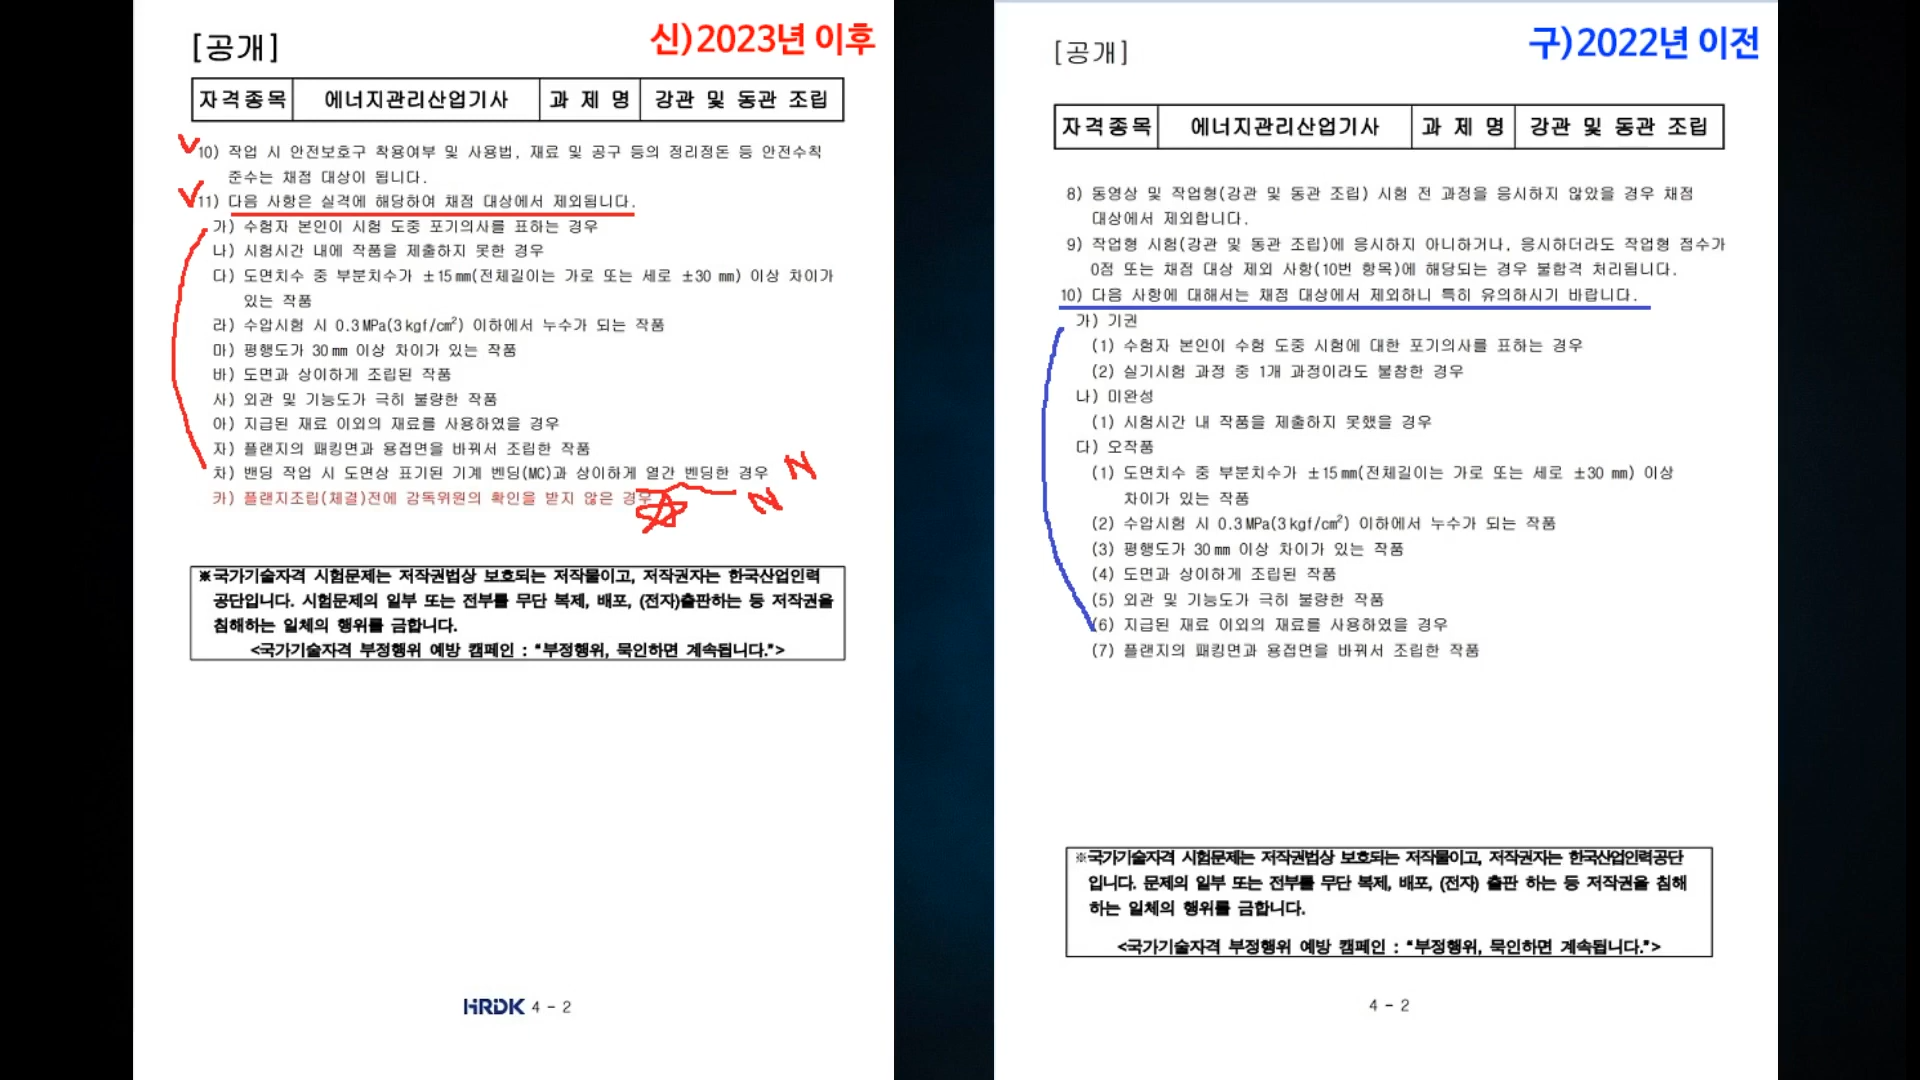 [공개]
신)2023년 이후
자격종목 에너지관리산업기사 과 제 명 강관 및 동관 조립
10) 작업 시 안전보호구 착용여부 및 사용법, 재료 및 공구 등의 정리정돈 등 안전수칙
준수는 채점 대상이 됩니다.
11) 다음 사항은 실격에 해당하여 채점 대상에서 제외됩니다.
가) 수험자 본인이 시험 도중 포기의사를 표하는 경우
나) 시험시간 내에 작품을 제출하지 못한 경우
다) 도면치수 중 부분치수가 ±15㎜(전체길이는 가로 또는 세로 ±30 ㎜) 이상 차이가
있는 작품
라) 수압시험 시 0.3㎫(3㎏f/㎠) 이하에서 누수가 되는 작품
마) 평행도가 30㎜ 이상 차이가 있는 작품
바) 도면과 상이하게 조립된 작품
사) 외관 및 기능도가 극히 불량한 작품
아) 지급된 재료 이외의 재료를 사용하였을 경우
자) 플랜지의 패킹면과 용접면을 바꿔서 조립한 작품
차) 밴딩 작업 시 도면상 표기된 기계 벤딩(MC)과 상이하게 열간 벤딩한 경우
카) 플랜지조립(체결)전에 감독위원의 확인을 받지 않은 경우
※국가기술자격 시험문제는 저작권법상 보호되는 저작물이고, 저작권자는 한국산업인력
공단입니다. 시험문제의 일부 또는 전부를 무단 복제, 배포, (전자)출판하는 등 저작권을
침해하는 일체의 행위를 금합니다.
<국가기술자격 부정행위 예방 캠페인 : “부정행위, 묵인하면 계속됩니다.”>
HRDK 4 - 2
[공개]
구)2022년 이전
자격종목 에너지관리산업기사 과 제 명 강관 및 동관 조립
8) 동영상 및 작업형(강관 및 동관 조립) 시험 전 과정을 응시하지 않았을 경우 채점
대상에서 제외합니다.
9) 작업형 시험(강관 및 동관 조립)에 응시하지 아니하거나, 응시하더라도 작업형 점수가
0점 또는 채점 대상 제외 사항(10번 항목)에 해당되는 경우 불합격 처리됩니다.
10) 다음 사항에 대해서는 채점 대상에서 제외하니 특히 유의하시기 바랍니다.
가) 기권
(1) 수험자 본인이 수험 도중 시험에 대한 포기의사를 표하는 경우
(2) 실기시험 과정 중 1개 과정이라도 불참한 경우
나) 미완성
(1) 시험시간 내 작품을 제출하지 못했을 경우
다) 오작품
(1) 도면치수 중 부분치수가 ±15㎜(전체길이는 가로 또는 세로 ±30 ㎜) 이상
차이가 있는 작품
(2) 수압시험 시 0.3㎫(3㎏f/㎠) 이하에서 누수가 되는 작품
(3) 평행도가 30㎜ 이상 차이가 있는 작품
(4) 도면과 상이하게 조립된 작품
(5) 외관 및 기능도가 극히 불량한 작품
(6) 지급된 재료 이외의 재료를 사용하였을 경우
(7) 플랜지의 패킹면과 용접면을 바꿔서 조립한 작품
※국가기술자격 시험문제는 저작권법상 보호되는 저작물이고, 저작권자는 한국산업인력공단
입니다. 문제의 일부 또는 전부를 무단 복제, 배포, (전자) 출판 하는 등 저작권을 침해
하는 일체의 행위를 금합니다.
<국가기술자격 부정행위 예방 캠페인 : “부정행위, 묵인하면 계속됩니다.”>
4 - 2